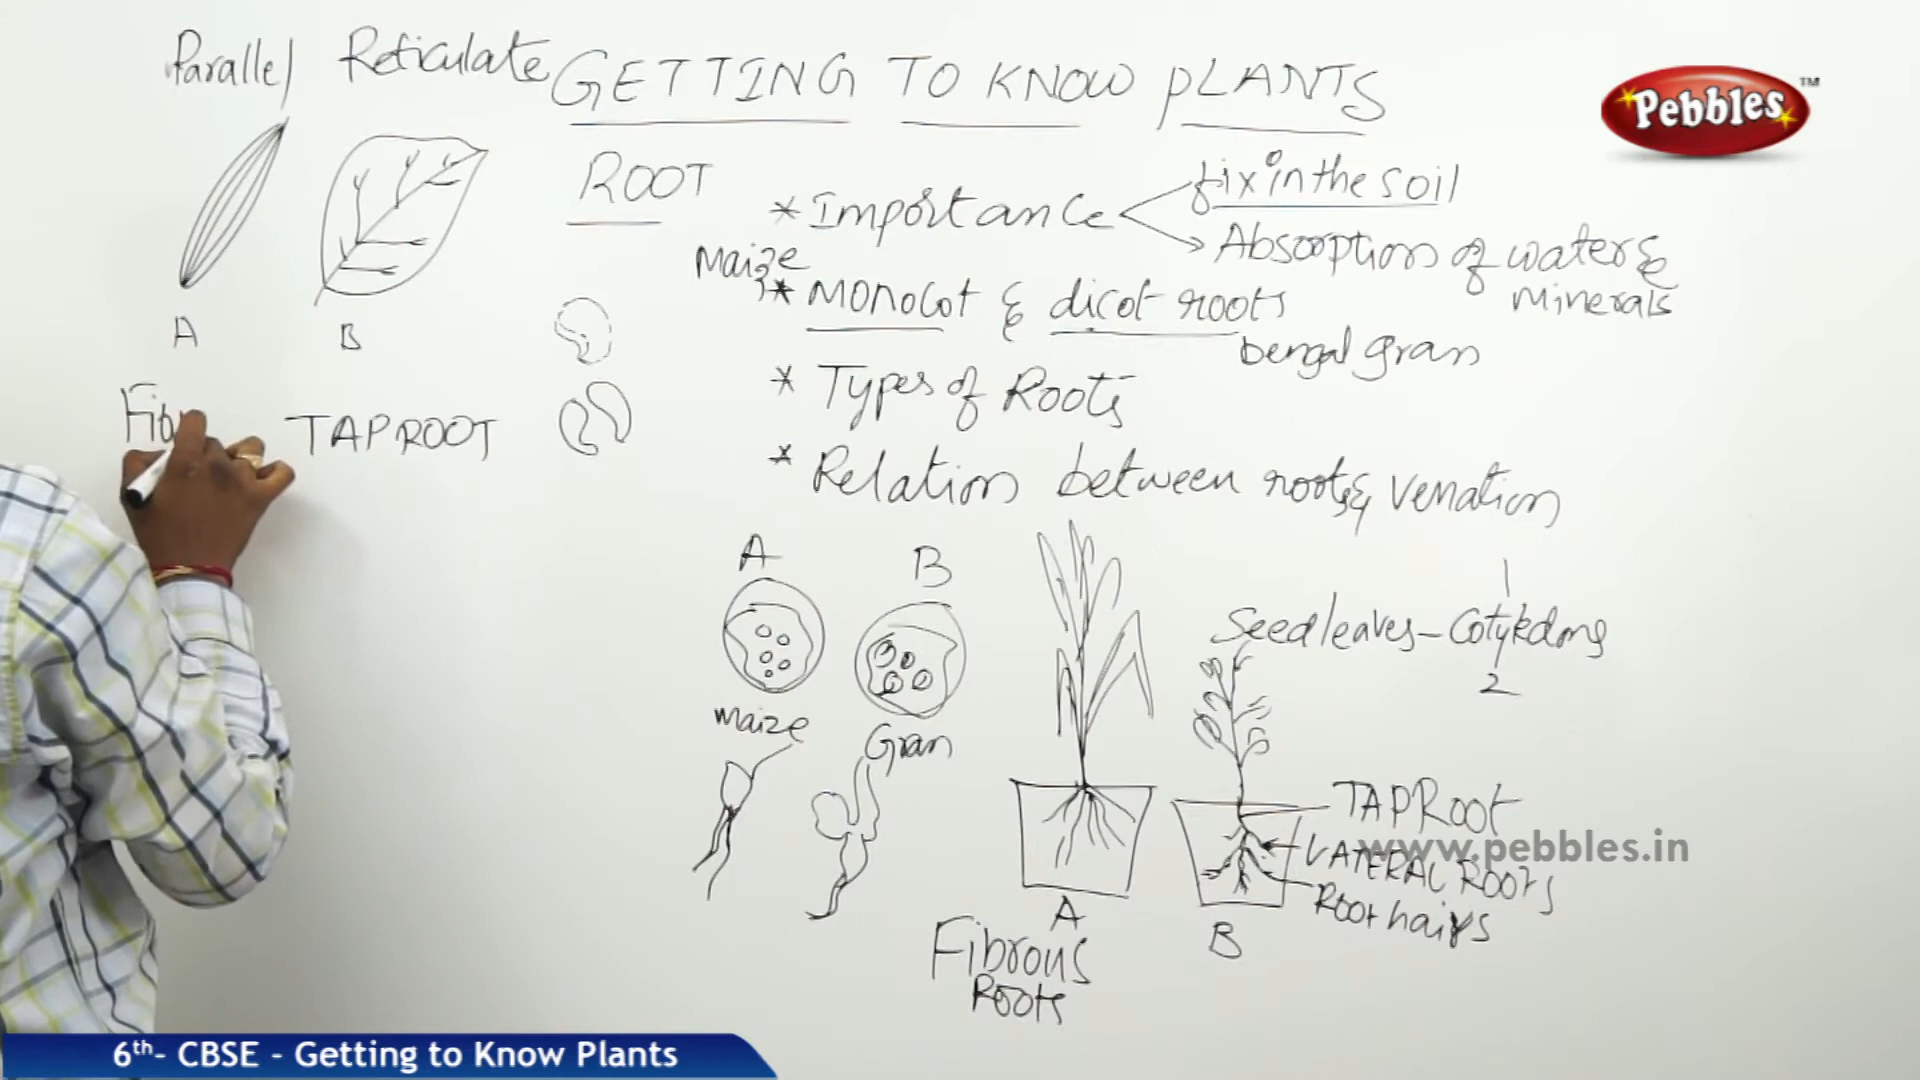 Parallel Reticulate GETTING TO KNOW PLANTS
Pebbles™
ROOT
* Importance
fix in the soil
Absorption of water &
Minerals
Maize
* Monocot & dicot roots
bengal gram
* Types of Roots
A B
TAPROOT
* Relation between roots & venation
A B
Seed leaves - Cotyledons
1
2
Maize
Gram
TAPROOT
www.pebbles.in
LATERAL ROOTS
Root hairs
A B
Fibrous
Roots
6th- CBSE - Getting to Know Plants